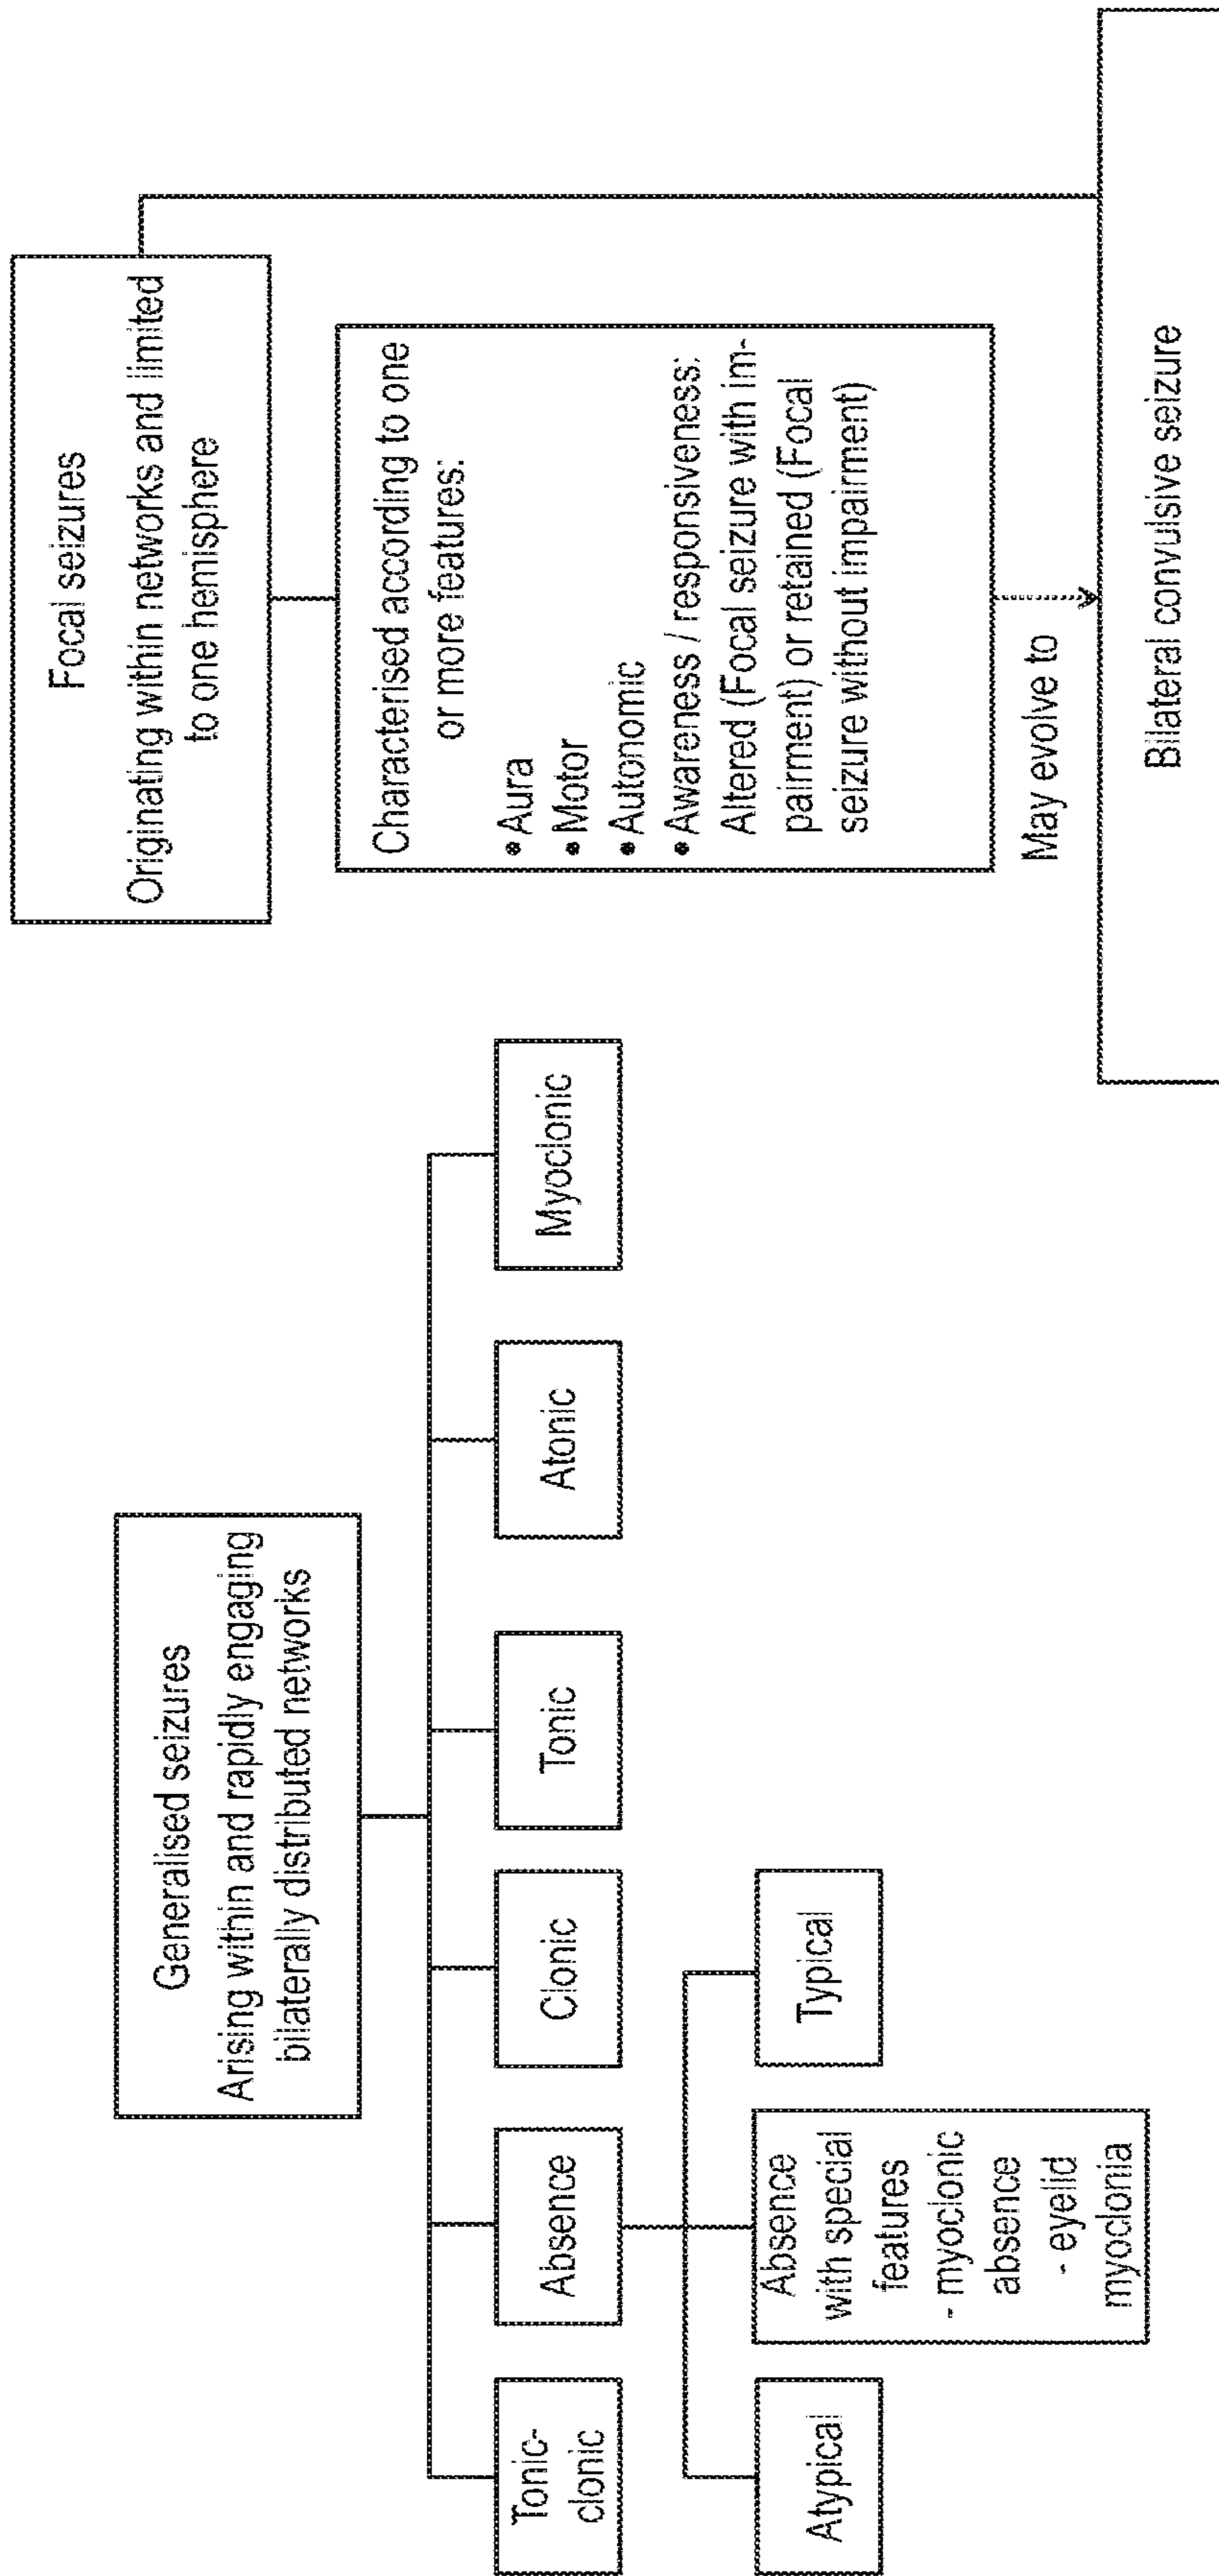 Generalised seizures
Arising within and rapidly engaging
bilaterally distributed networks
Tonic-
clonic
Absence
Clonic
Tonic
Atonic
Myoclonic
Atypical
Absence
with special
features
- myoclonic
absence
- eyelid
myoclonia
Typical
Focal seizures
Originating within networks and limited
to one hemisphere
Characterised according to one
or more features:
• Aura
• Motor
• Autonomic
• Awareness / responsiveness:
Altered (Focal seizure with im-
pairment) or retained (Focal
seizure without impairment)
May evolve to
Bilateral convulsive seizure